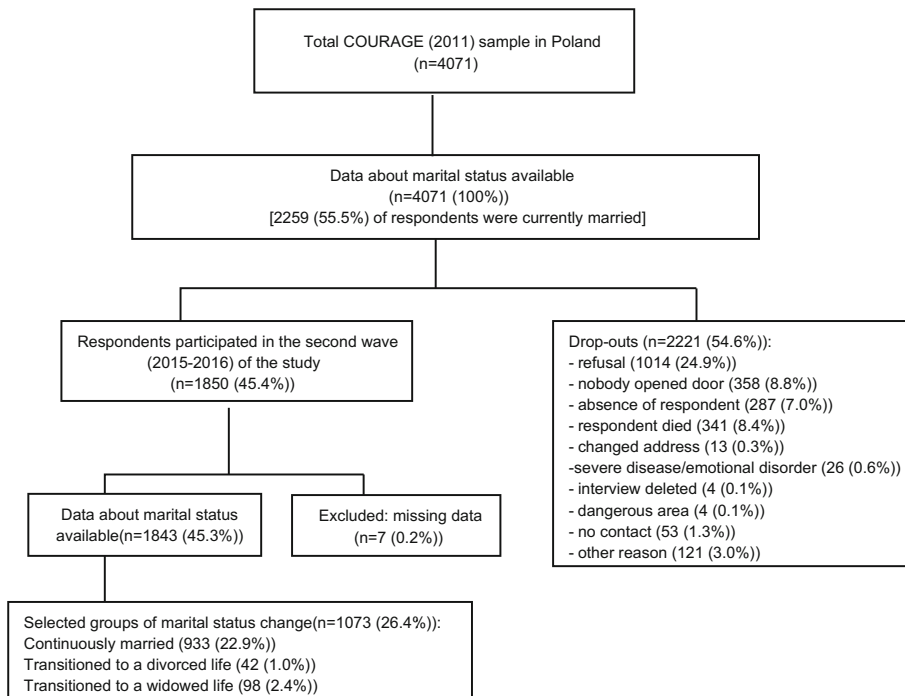 Total COURAGE (2011) sample in Poland
(n=4071)
Data about marital status available
(n=4071 (100%))
[2259 (55.5%) of respondents were currently married]
Respondents participated in the second wave
(2015-2016) of the study
(n=1850 (45.4%))
Drop-outs (n=2221 (54.6%)):
- refusal (1014 (24.9%))
- nobody opened door (358 (8.8%))
- absence of respondent (287 (7.0%))
- respondent died (341 (8.4%))
- changed address (13 (0.3%))
-severe disease/emotional disorder (26 (0.6%)
- interview deleted (4 (0.1%))
- dangerous area (4 (0.1%))
- no contact (53 (1.3%))
- other reason (121 (3.0%))
Data about marital status
available(n=1843 (45.3%))
Excluded: missing data
(n=7 (0.2%))
Selected groups of marital status change(n=1073 (26.4%)):
Continuously married (933 (22.9%))
Transitioned to a divorced life (42 (1.0%))
Transitioned to a widowed life (98 (2.4%))